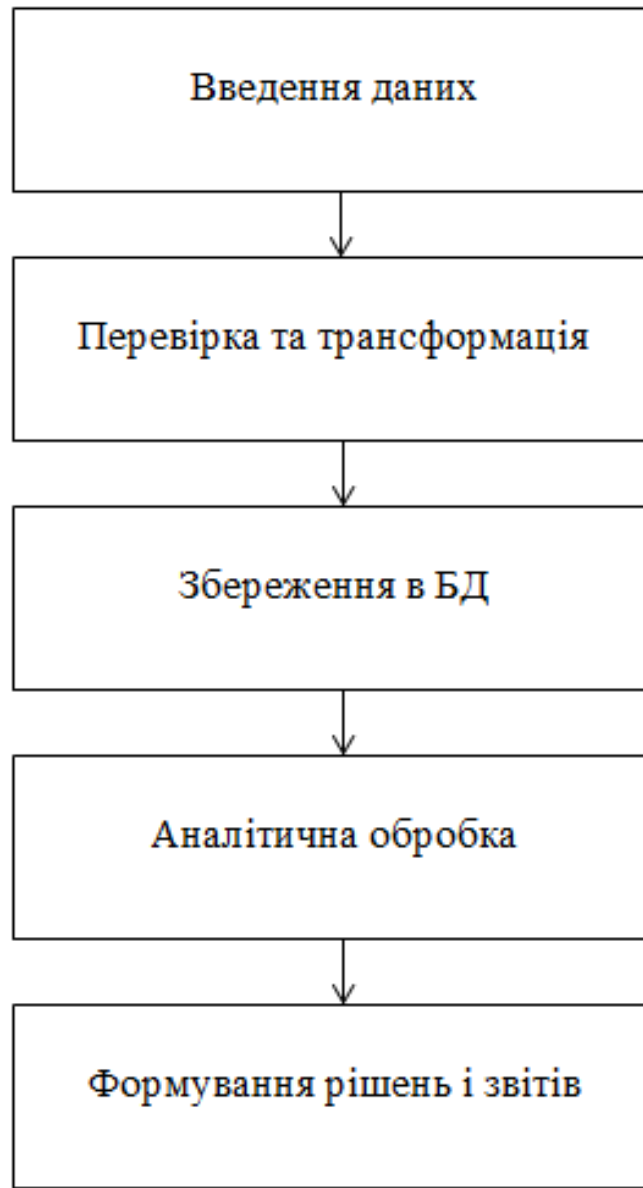 Введення даних
Перевірка та трансформація
Збереження в БД
Аналітична обробка
Формування рішень і звітів